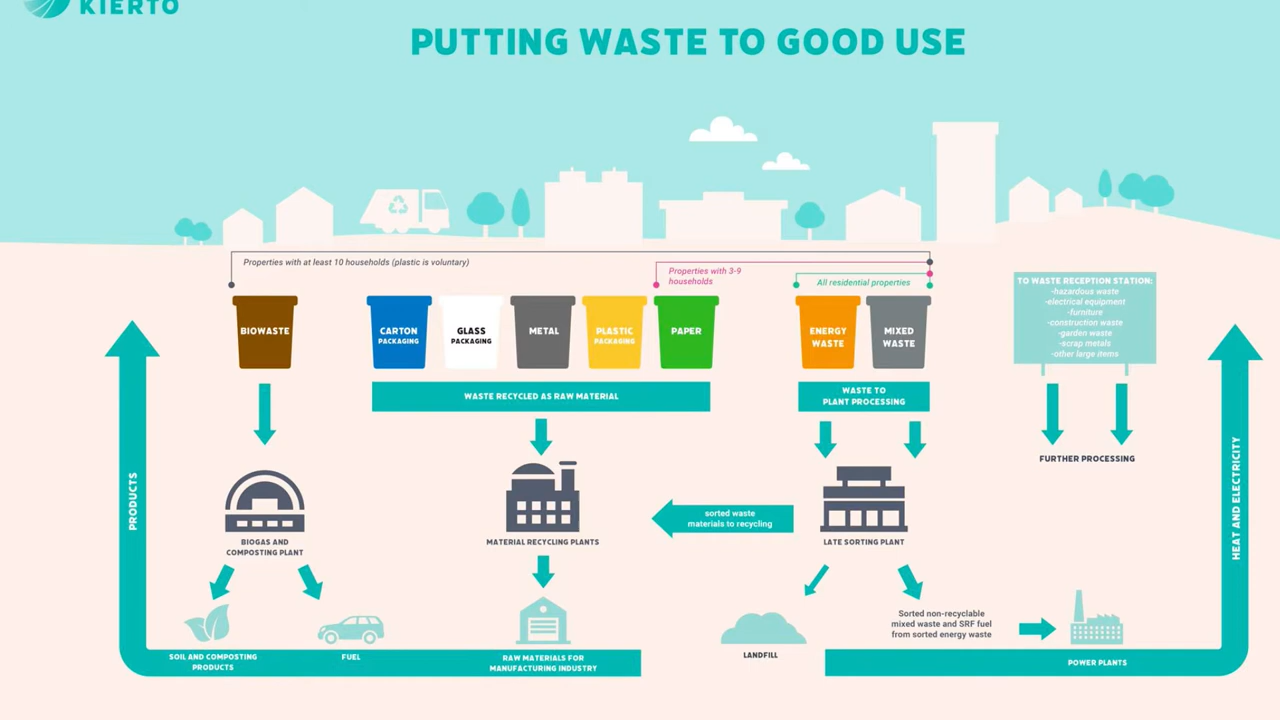 KIERTO
PUTTING WASTE TO GOOD USE
Properties with at least 10 households (plastic is voluntary)
Properties with 3-9
households
All residential properties
BIOWASTE
CARTON
PACKAGING
GLASS
PACKAGING
METAL
PLASTIC
PACKAGING
PAPER
ENERGY
WASTE
MIXED
WASTE
TO WASTE RECEPTION STATION:
-hazardous waste
-electrical equipment
-furniture
-construction waste
-garden waste
-scrap metals
-other large items
WASTE RECYCLED AS RAW MATERIAL
WASTE TO
PLANT PROCESSING
FURTHER PROCESSING
PRODUCTS
HEAT AND ELECTRICITY
sorted waste
materials to recycling
BIOGAS AND
COMPOSTING PLANT
MATERIAL RECYCLING PLANTS
LATE SORTING PLANT
Sorted non-recyclable
mixed waste and SRF fuel
from sorted energy waste
SOIL AND COMPOSTING
PRODUCTS
FUEL
RAW MATERIALS FOR
MANUFACTURING INDUSTRY
LANDFILL
POWER PLANTS